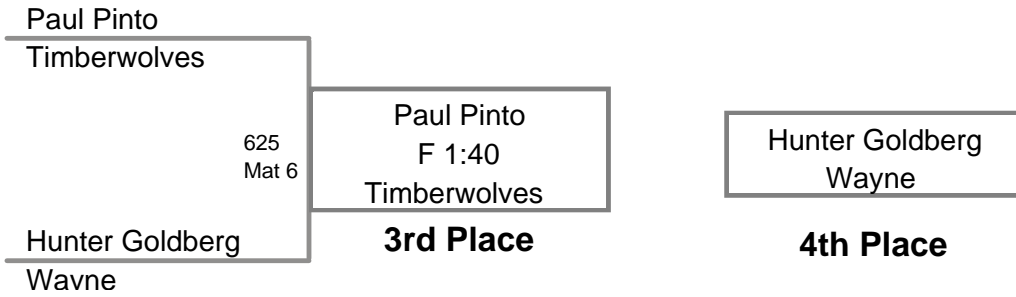 Paul Pinto
Timberwolves
625
Mat 6
Paul Pinto
F 1:40
Timberwolves
3rd Place
Hunter Goldberg
Wayne
4th Place
Hunter Goldberg
Wayne